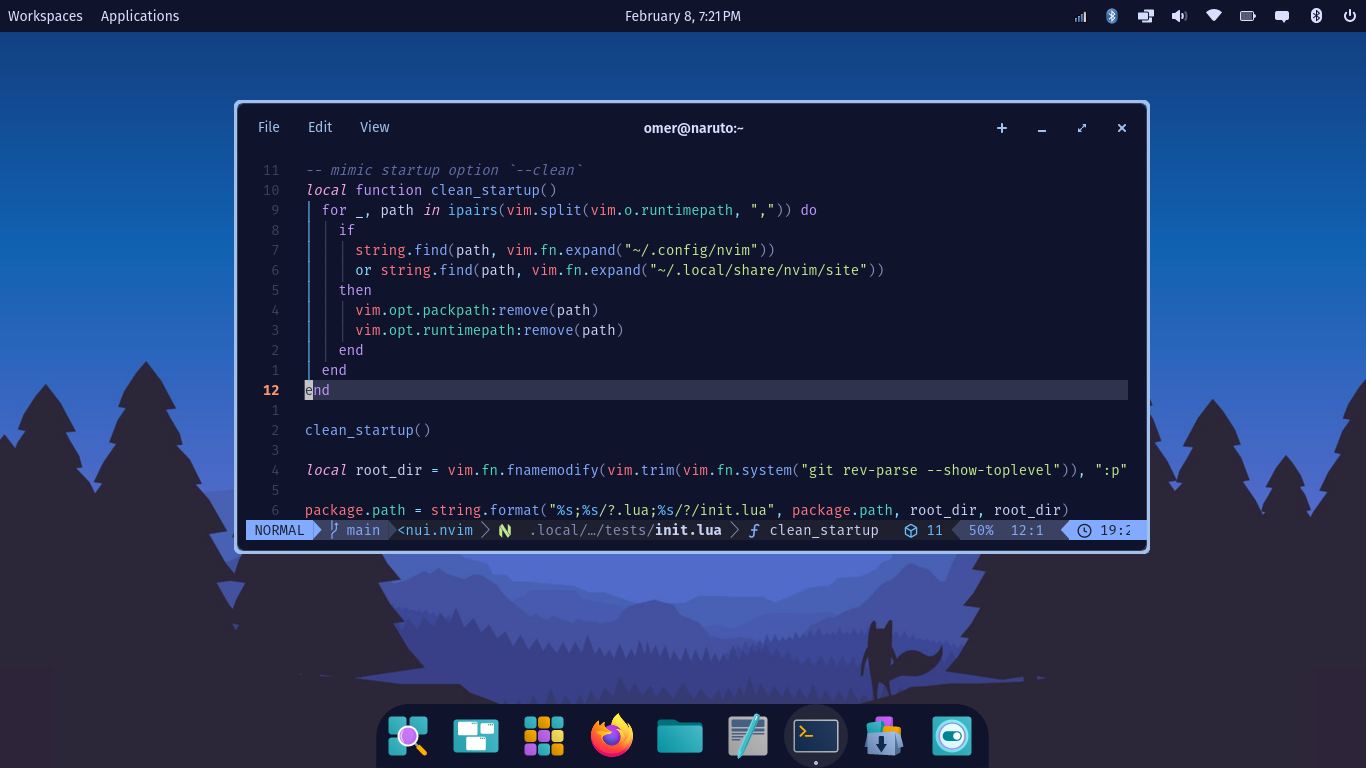 Workspaces Applications February 8, 7:21 PM
File Edit View omer@naruto:~
11 -- mimic startup option `--clean`
10 local function clean_startup()
9 for _, path in ipairs(vim.split(vim.o.runtimepath, ",")) do
8 if
7 string.find(path, vim.fn.expand("~/.config/nvim"))
6 or string.find(path, vim.fn.expand("~/.local/share/nvim/site"))
5 then
4 vim.opt.packpath:remove(path)
3 vim.opt.runtimepath:remove(path)
2 end
1 end
12 end
1
2 clean_startup()
3
4 local root_dir = vim.fn.fnamemodify(vim.trim(vim.fn.system("git rev-parse --show-toplevel")), ":p"
5
6 package.path = string.format("%s;%s/?.lua;%s/?/init.lua", package.path, root_dir, root_dir)
NORMAL main <nui.nvim .local/…/tests/init.lua clean_startup 11 50% 12:1 19:2